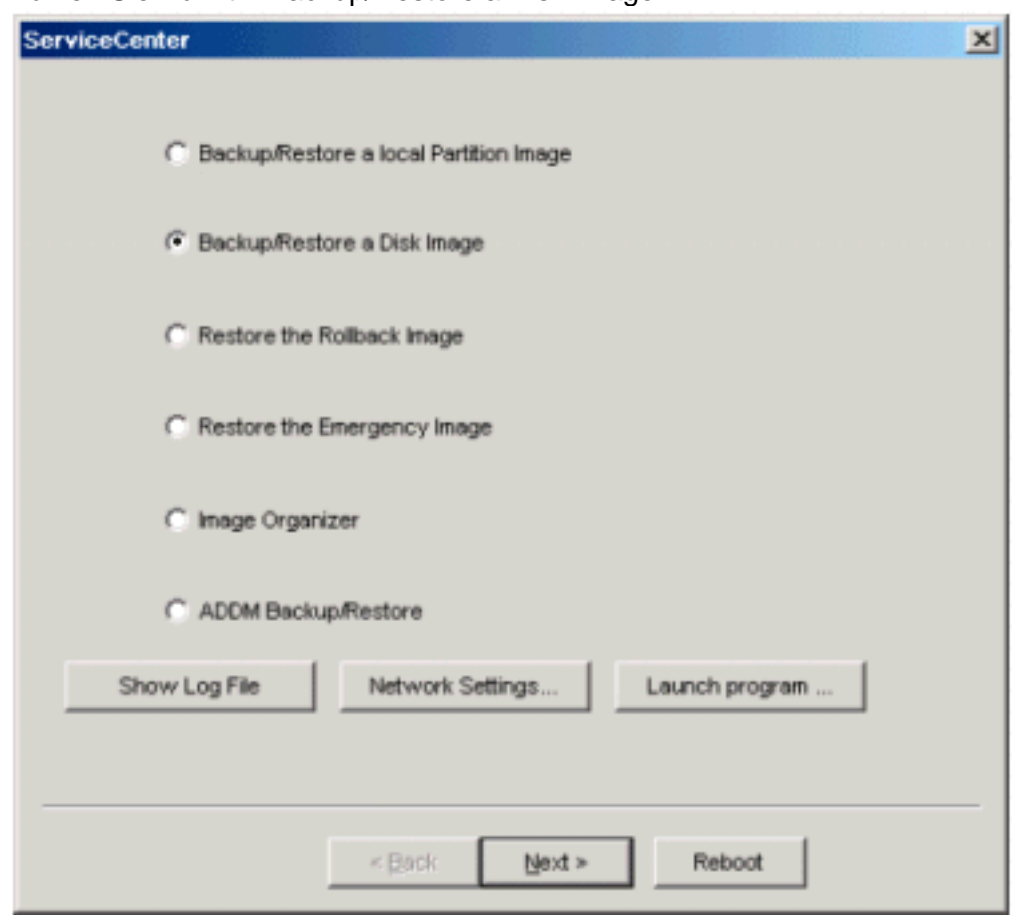 ServiceCenter
Backup/Restore a local Partition Image
Backup/Restore a Disk Image
Restore the Rollback Image
Restore the Emergency Image
Image Organizer
ADDM Backup/Restore
Show Log File Network Settings... Launch program ...
< Back Next > Reboot